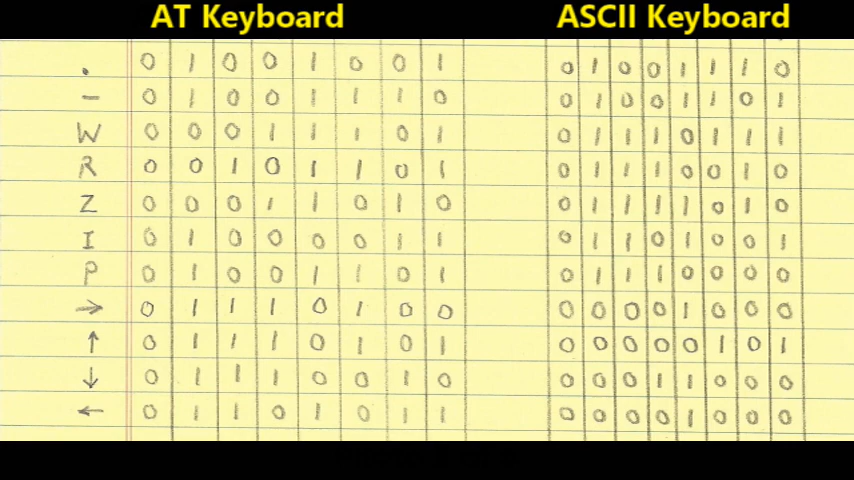 AT Keyboard ASCII Keyboard
. 0 1 0 0 1 0 0 1 0 1 0 0 1 1 1 0
- 0 1 0 0 1 1 1 0 0 1 0 0 1 1 0 1
W 0 0 0 1 1 1 0 1 0 1 1 1 0 1 1 1
R 0 0 1 0 1 1 0 1 0 1 1 1 0 0 1 0
Z 0 0 0 1 1 0 1 0 0 1 1 1 1 0 1 0
I 0 1 0 0 0 0 1 1 0 1 1 0 1 0 0 1
P 0 1 0 0 1 1 0 1 0 1 1 1 0 0 0 0
→ 0 1 1 1 0 1 0 0 0 0 0 0 1 0 0 0
↑ 0 1 1 1 0 1 0 1 0 0 0 0 0 1 0 1
↓ 0 1 1 1 0 0 1 0 0 0 0 1 1 0 0 0
← 0 1 1 0 1 0 1 1 0 0 0 0 1 0 0 0